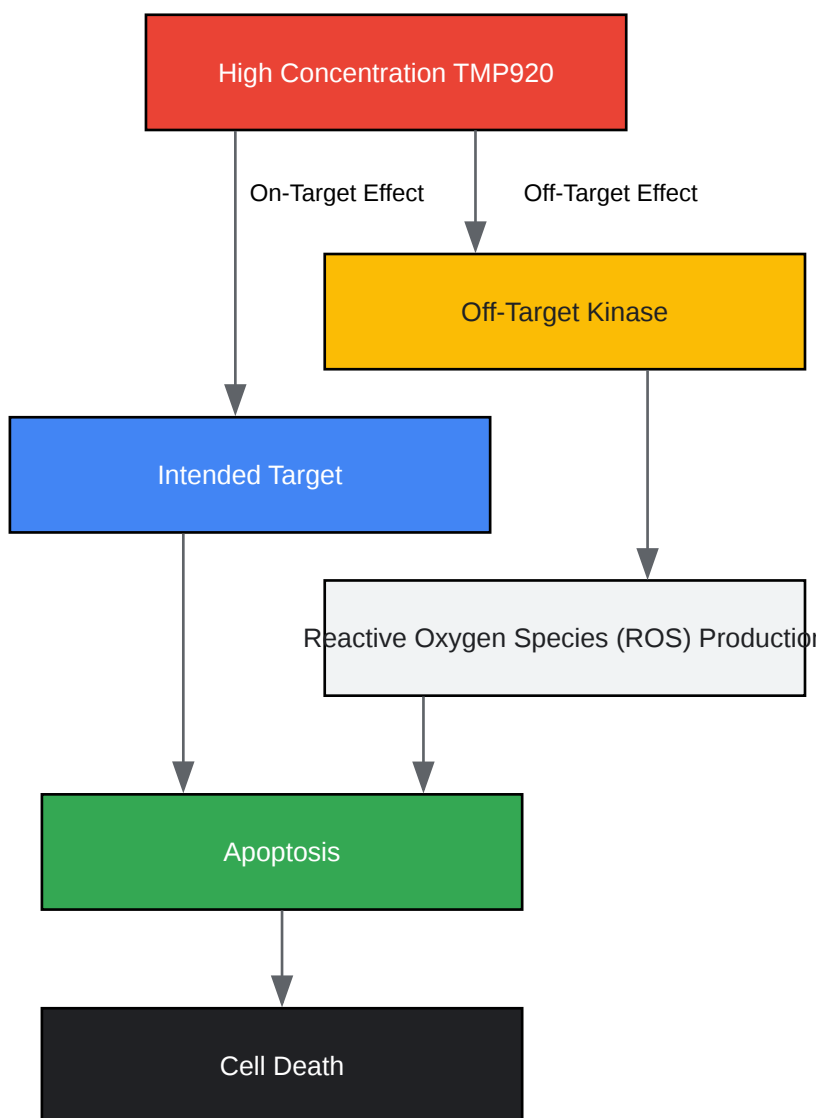 High Concentration TMP920
On-Target Effect
Off-Target Effect
Off-Target Kinase
Intended Target
Reactive Oxygen Species (ROS) Production
Apoptosis
Cell Death